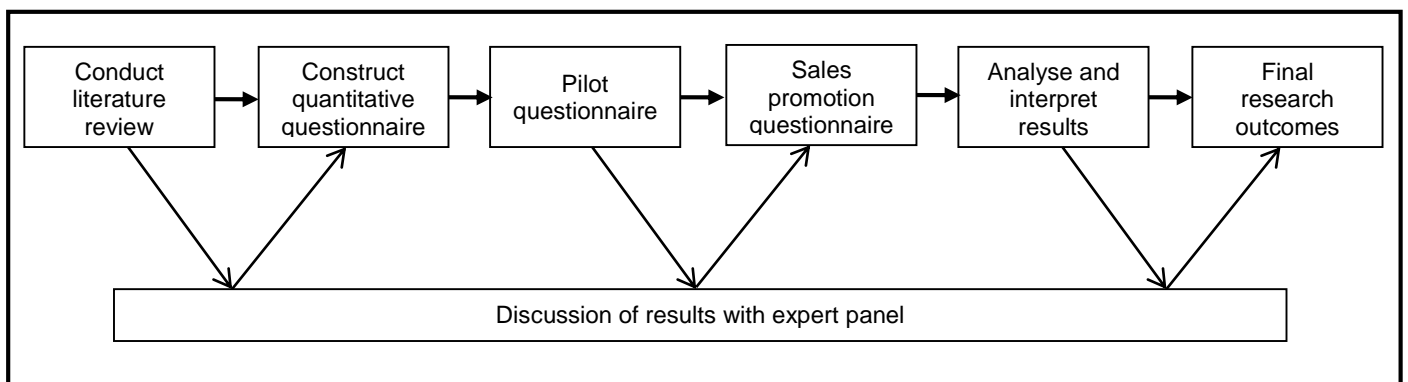 Conduct
literature
review
Construct
quantitative
questionnaire
Pilot
questionnaire
Sales
promotion
questionnaire
Analyse and
interpret
results
Final
research
outcomes
Discussion of results with expert panel